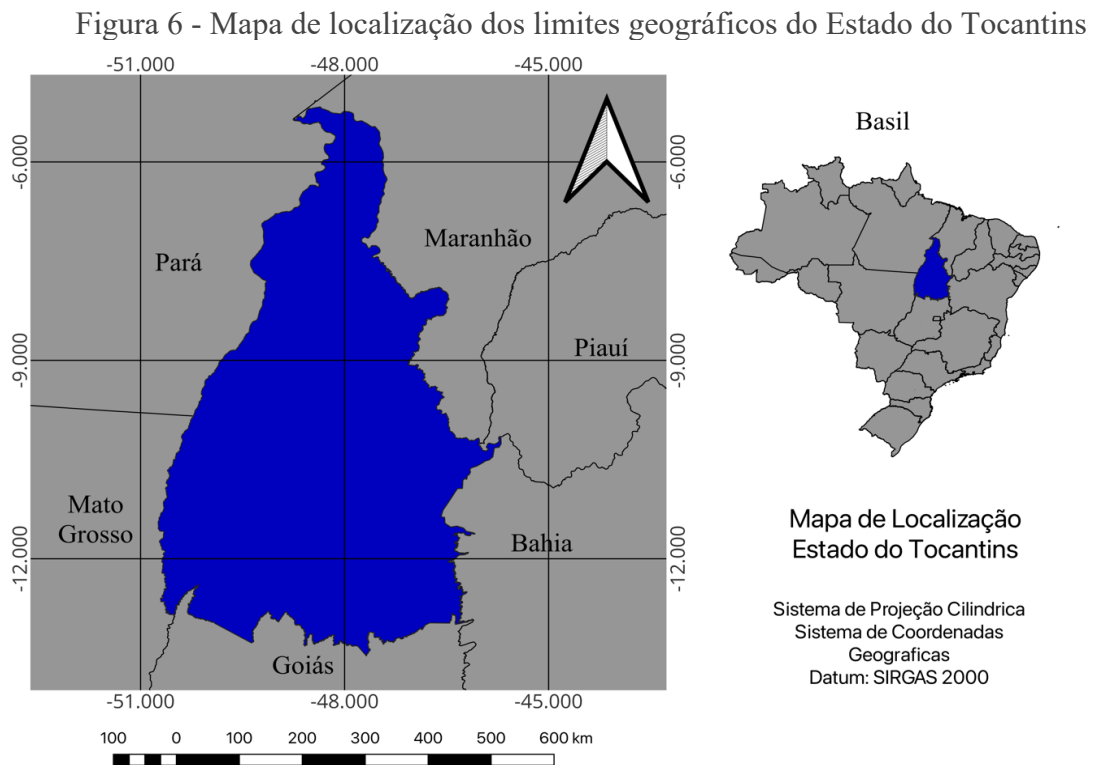 Figura 6 - Mapa de localização dos limites geográficos do Estado do Tocantins
-51.000 -48.000 -45.000
-6.000 -6.000
Basil
Pará
Maranhão
Piauí
-9.000 -9.000
Mato
Grosso
Bahia
-12.000 -12.000
Goiás
-51.000 -48.000 -45.000
Mapa de Localização
Estado do Tocantins
Sistema de Projeção Cilindrica
Sistema de Coordenadas
Geograficas
Datum: SIRGAS 2000
100 0 100 200 300 400 500 600 km